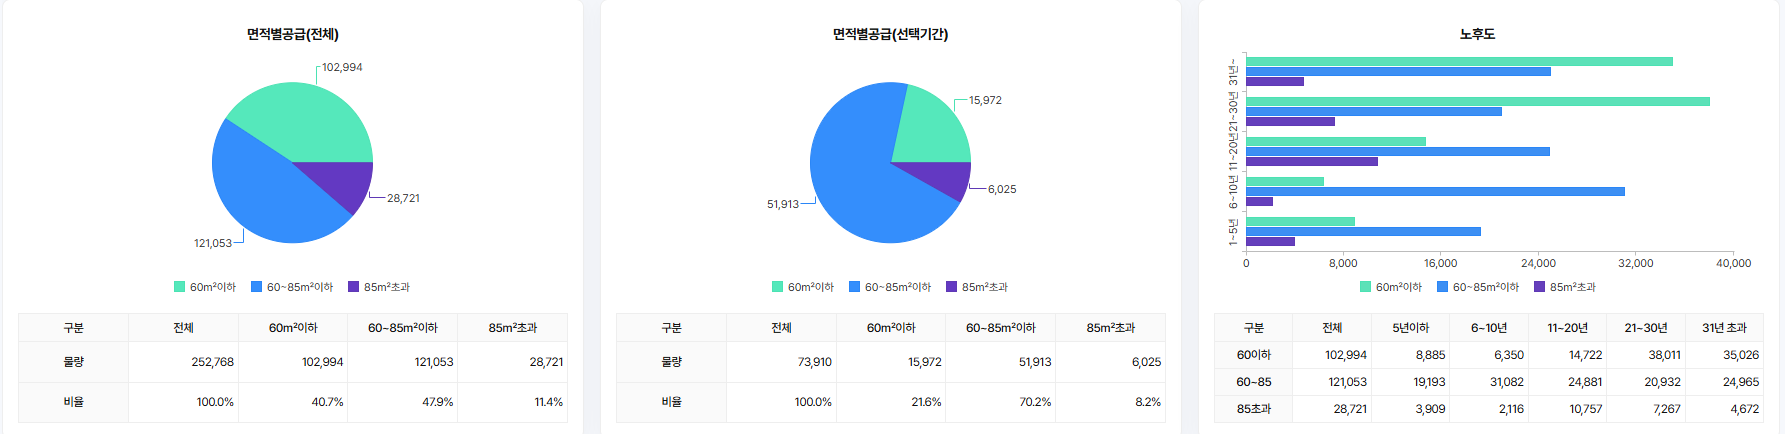 면적별공급(전체)
102,994
28,721
121,053
60m²이하 60~85m²이하 85m²초과
구분 전체 60m²이하 60~85m²이하 85m²초과
물량 252,768 102,994 121,053 28,721
비율 100.0% 40.7% 47.9% 11.4%
면적별공급(선택기간)
15,972
6,025
51,913
60m²이하 60~85m²이하 85m²초과
구분 전체 60m²이하 60~85m²이하 85m²초과
물량 73,910 15,972 51,913 6,025
비율 100.0% 21.6% 70.2% 8.2%
노후도
31년~
21~30년
11~20년
6~10년
1~5년
0 8,000 16,000 24,000 32,000 40,000
60m²이하 60~85m²이하 85m²초과
구분 전체 5년이하 6~10년 11~20년 21~30년 31년 초과
60이하 102,994 8,885 6,350 14,722 38,011 35,026
60~85 121,053 19,193 31,082 24,881 20,932 24,965
85초과 28,721 3,909 2,116 10,757 7,267 4,672